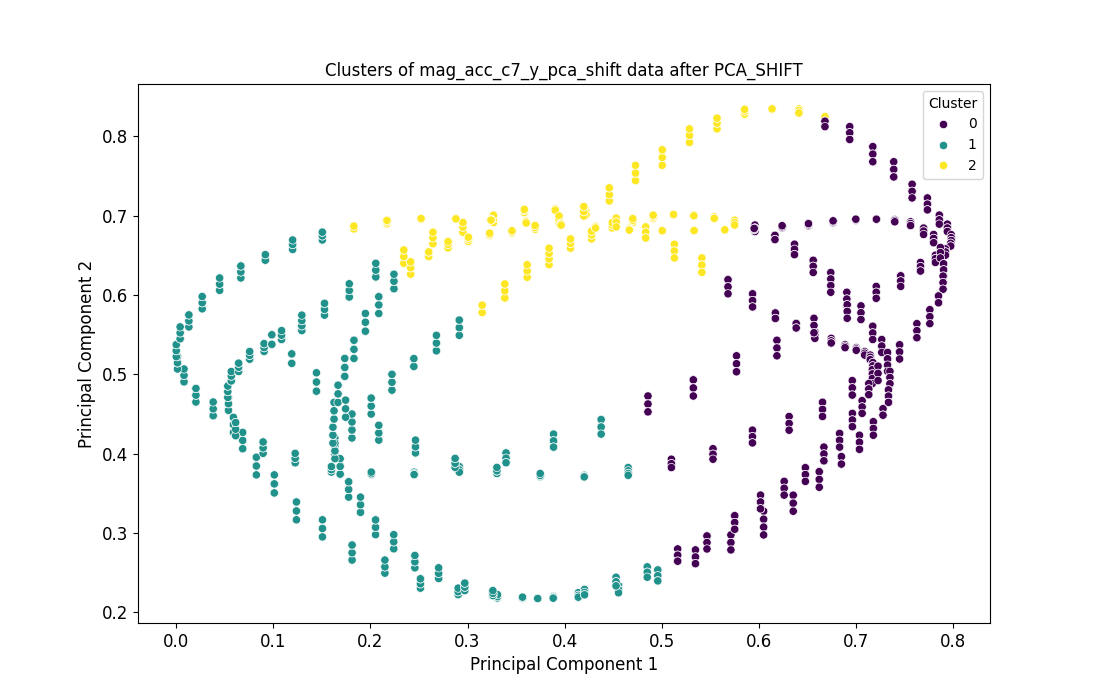 Clusters of mag_acc_c7_y_pca_shift data after PCA_SHIFT
Cluster
0
1
2
Principal Component 2
0.8
0.7
0.6
0.5
0.4
0.3
0.2
0.0 0.1 0.2 0.3 0.4 0.5 0.6 0.7 0.8
Principal Component 1